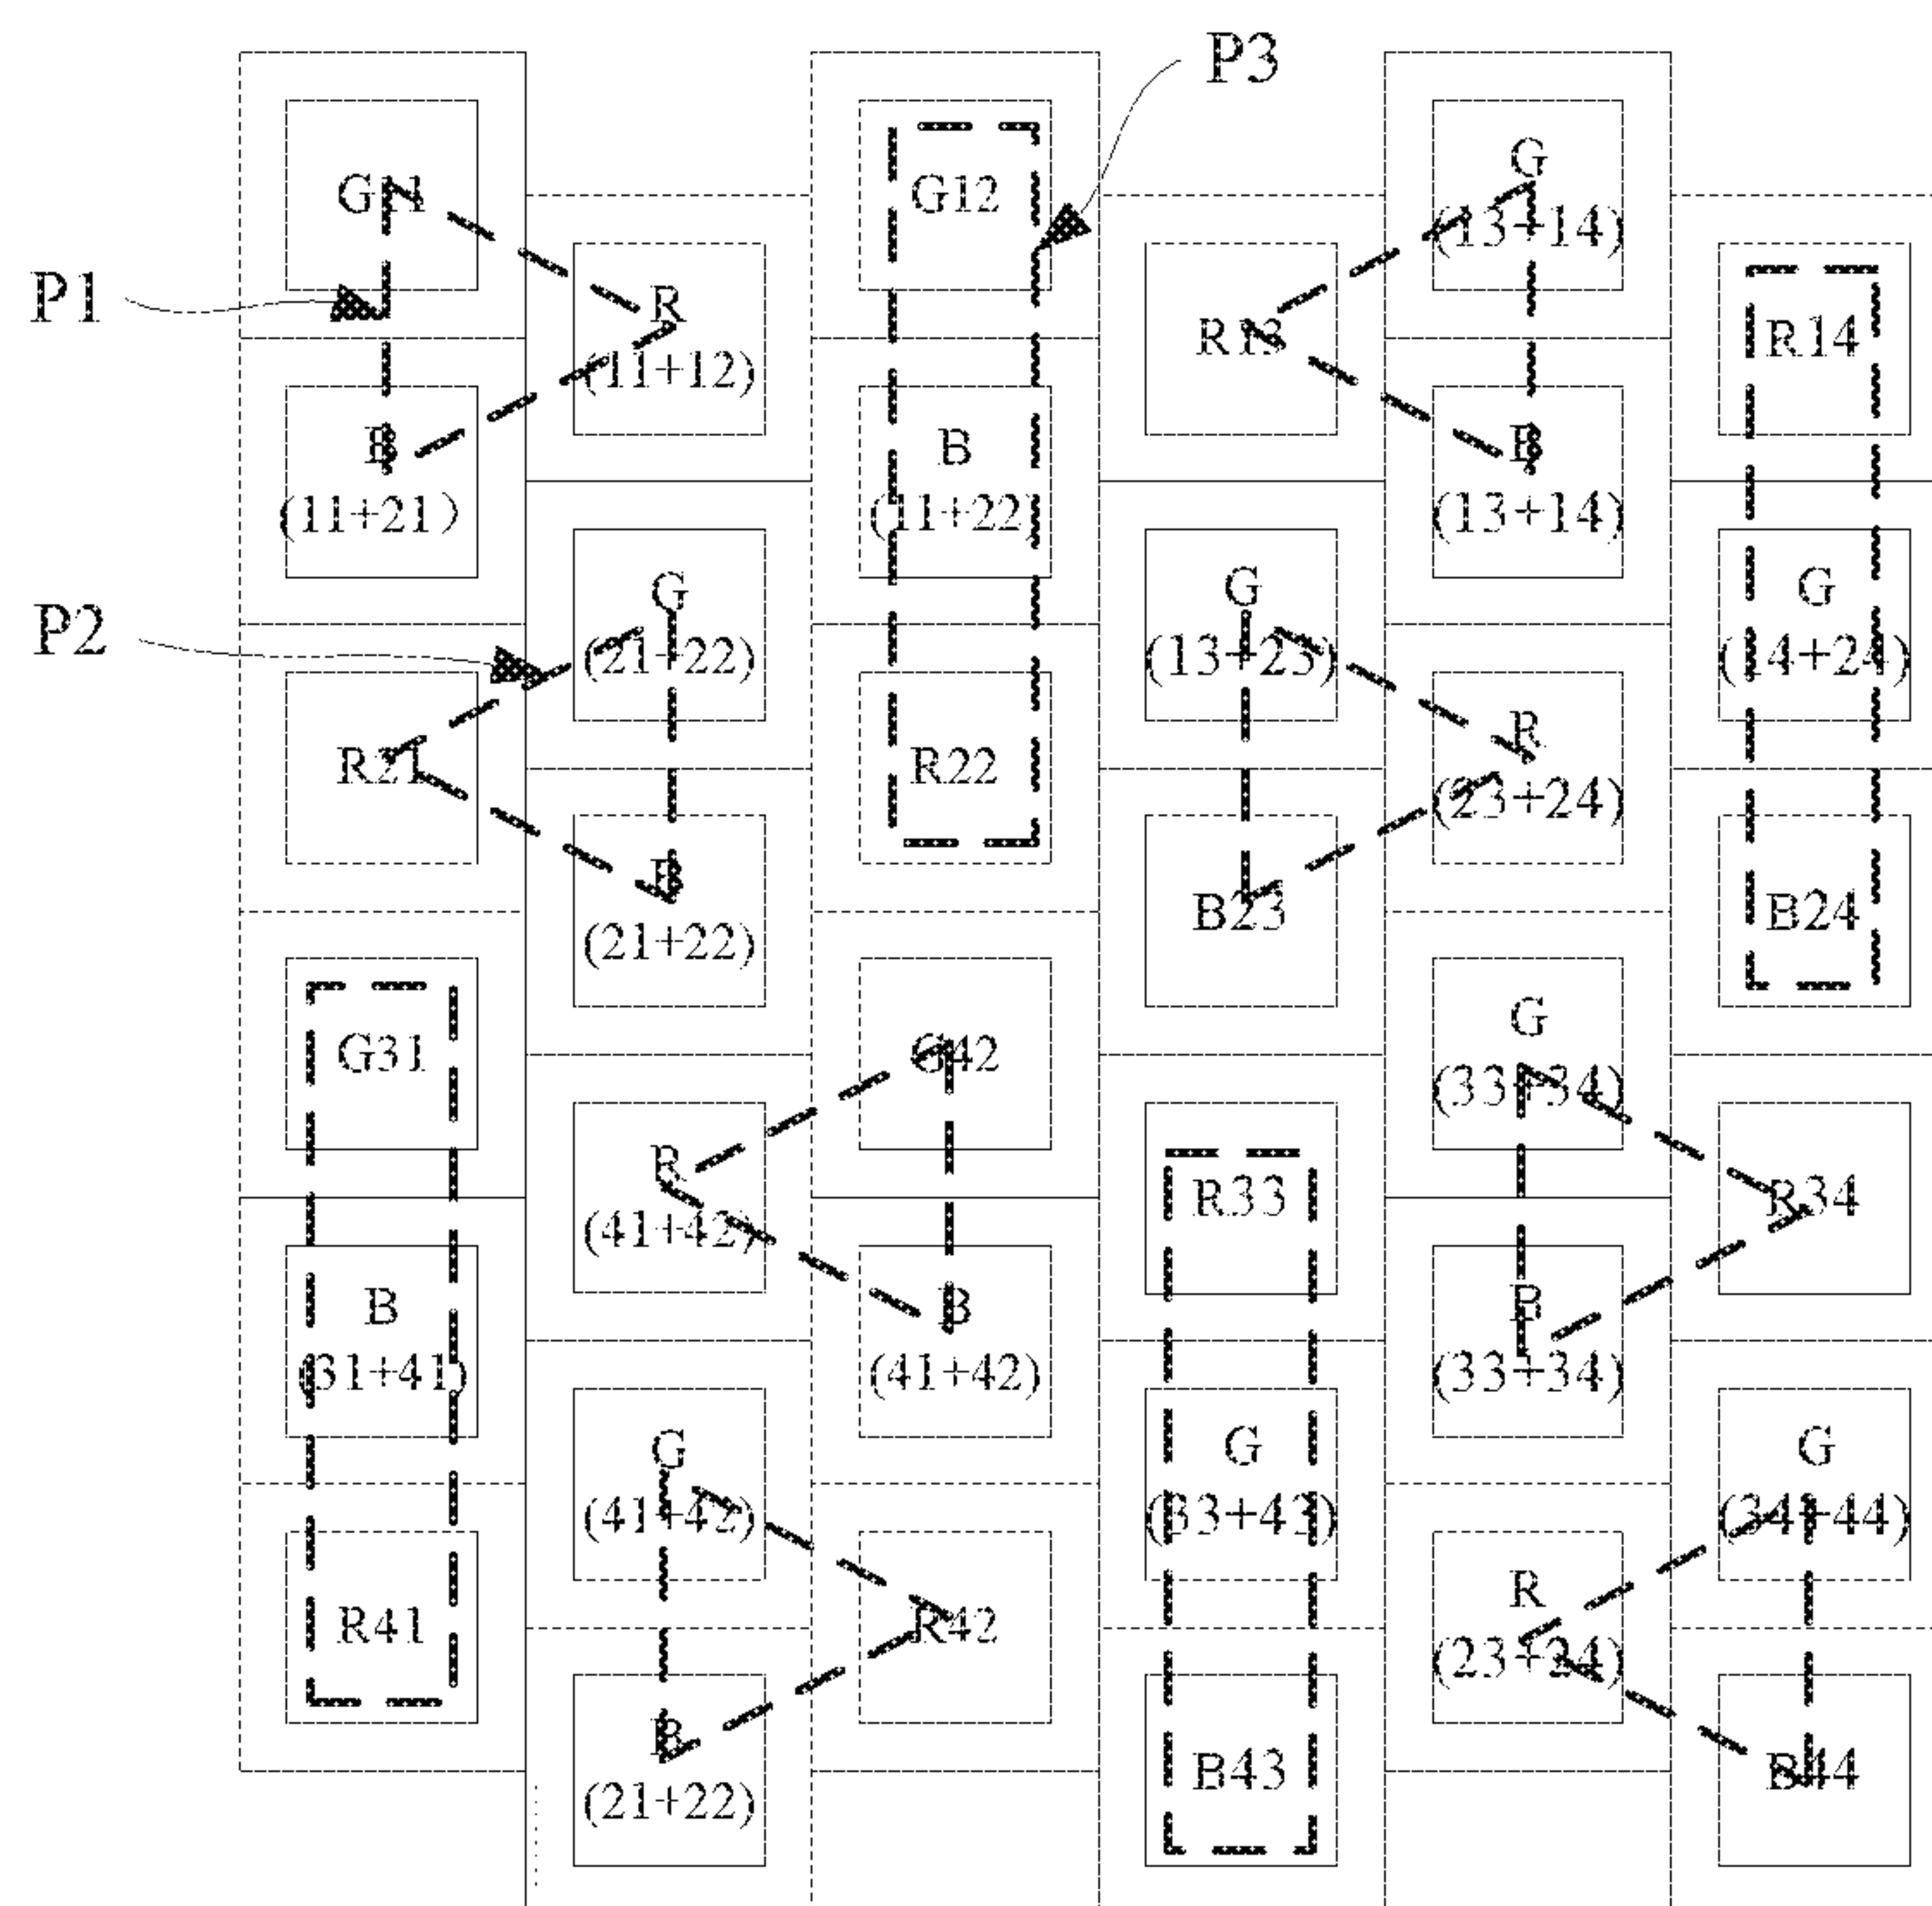 P3
G11
G12
G
(13+14)
P1
R
(11+12)
R13
R14
B
(11+21)
B
(11+22)
B
(13+14)
P2
G
(21+22)
G
(13+23)
G
(14+24)
R21
R22
R
(23+24)
B
(21+22)
B23
B24
G31
G42
G
(33+34)
R
(41+42)
R33
R34
B
(31+41)
B
(41+42)
B
(33+34)
G
(41+42)
G
(33+43)
G
(34+44)
R41
R42
R
(23+24)
B
(21+22)
B43
B44